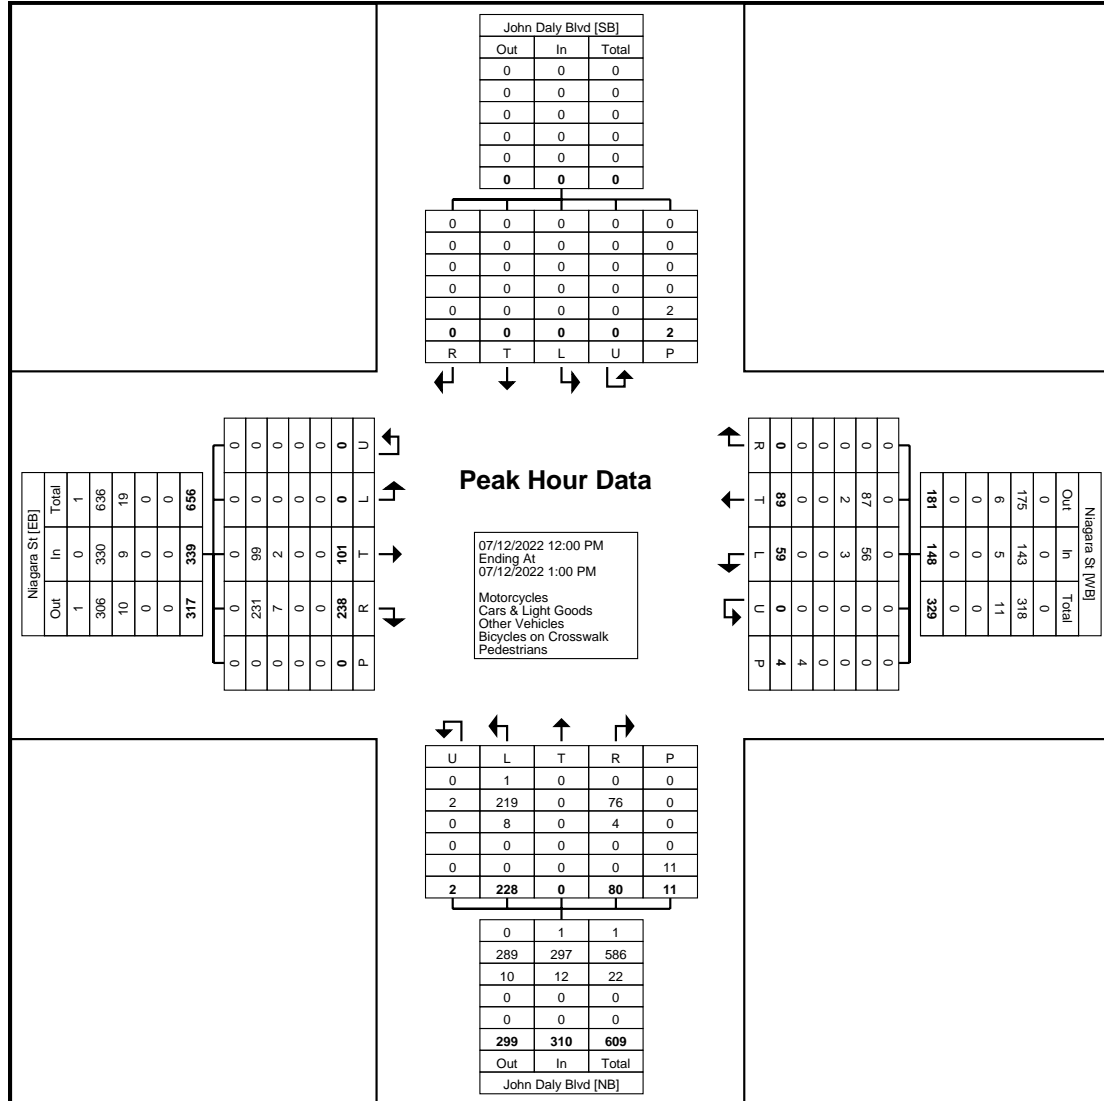 John Daly Blvd [SB]
Out In Total
0 0 0
0 0 0
0 0 0
0 0 0
0 0 0
0 0 0
0 0 0 0 0
0 0 0 0 0
0 0 0 0 0
0 0 0 0 0
0 0 0 0 2
0 0 0 0 2
R T L U P
Niagara St [EB]
Out In Total
1 0 1
306 330 636
10 9 19
0 0 0
0 0 0
317 339 656
0 0 0 0 0
0 0 99 231 0
0 0 2 7 0
0 0 0 0 0
0 0 0 0 0
0 0 101 238 0
U L T R P
Peak Hour Data
07/12/2022 12:00 PM
Ending At
07/12/2022 1:00 PM
Motorcycles
Cars & Light Goods
Other Vehicles
Bicycles on Crosswalk
Pedestrians
Niagara St [WB]
Out In Total
0 0 0
175 143 318
6 5 11
0 0 0
0 0 0
181 148 329
0 0 0 0 0
0 87 56 0 0
0 2 3 0 0
0 0 0 0 0
0 0 0 0 4
0 89 59 0 4
R T L U P
U L T R P
0 1 0 0 0
2 219 0 76 0
0 8 0 4 0
0 0 0 0 0
0 0 0 0 11
2 228 0 80 11
0 1 1
289 297 586
10 12 22
0 0 0
0 0 0
299 310 609
Out In Total
John Daly Blvd [NB]